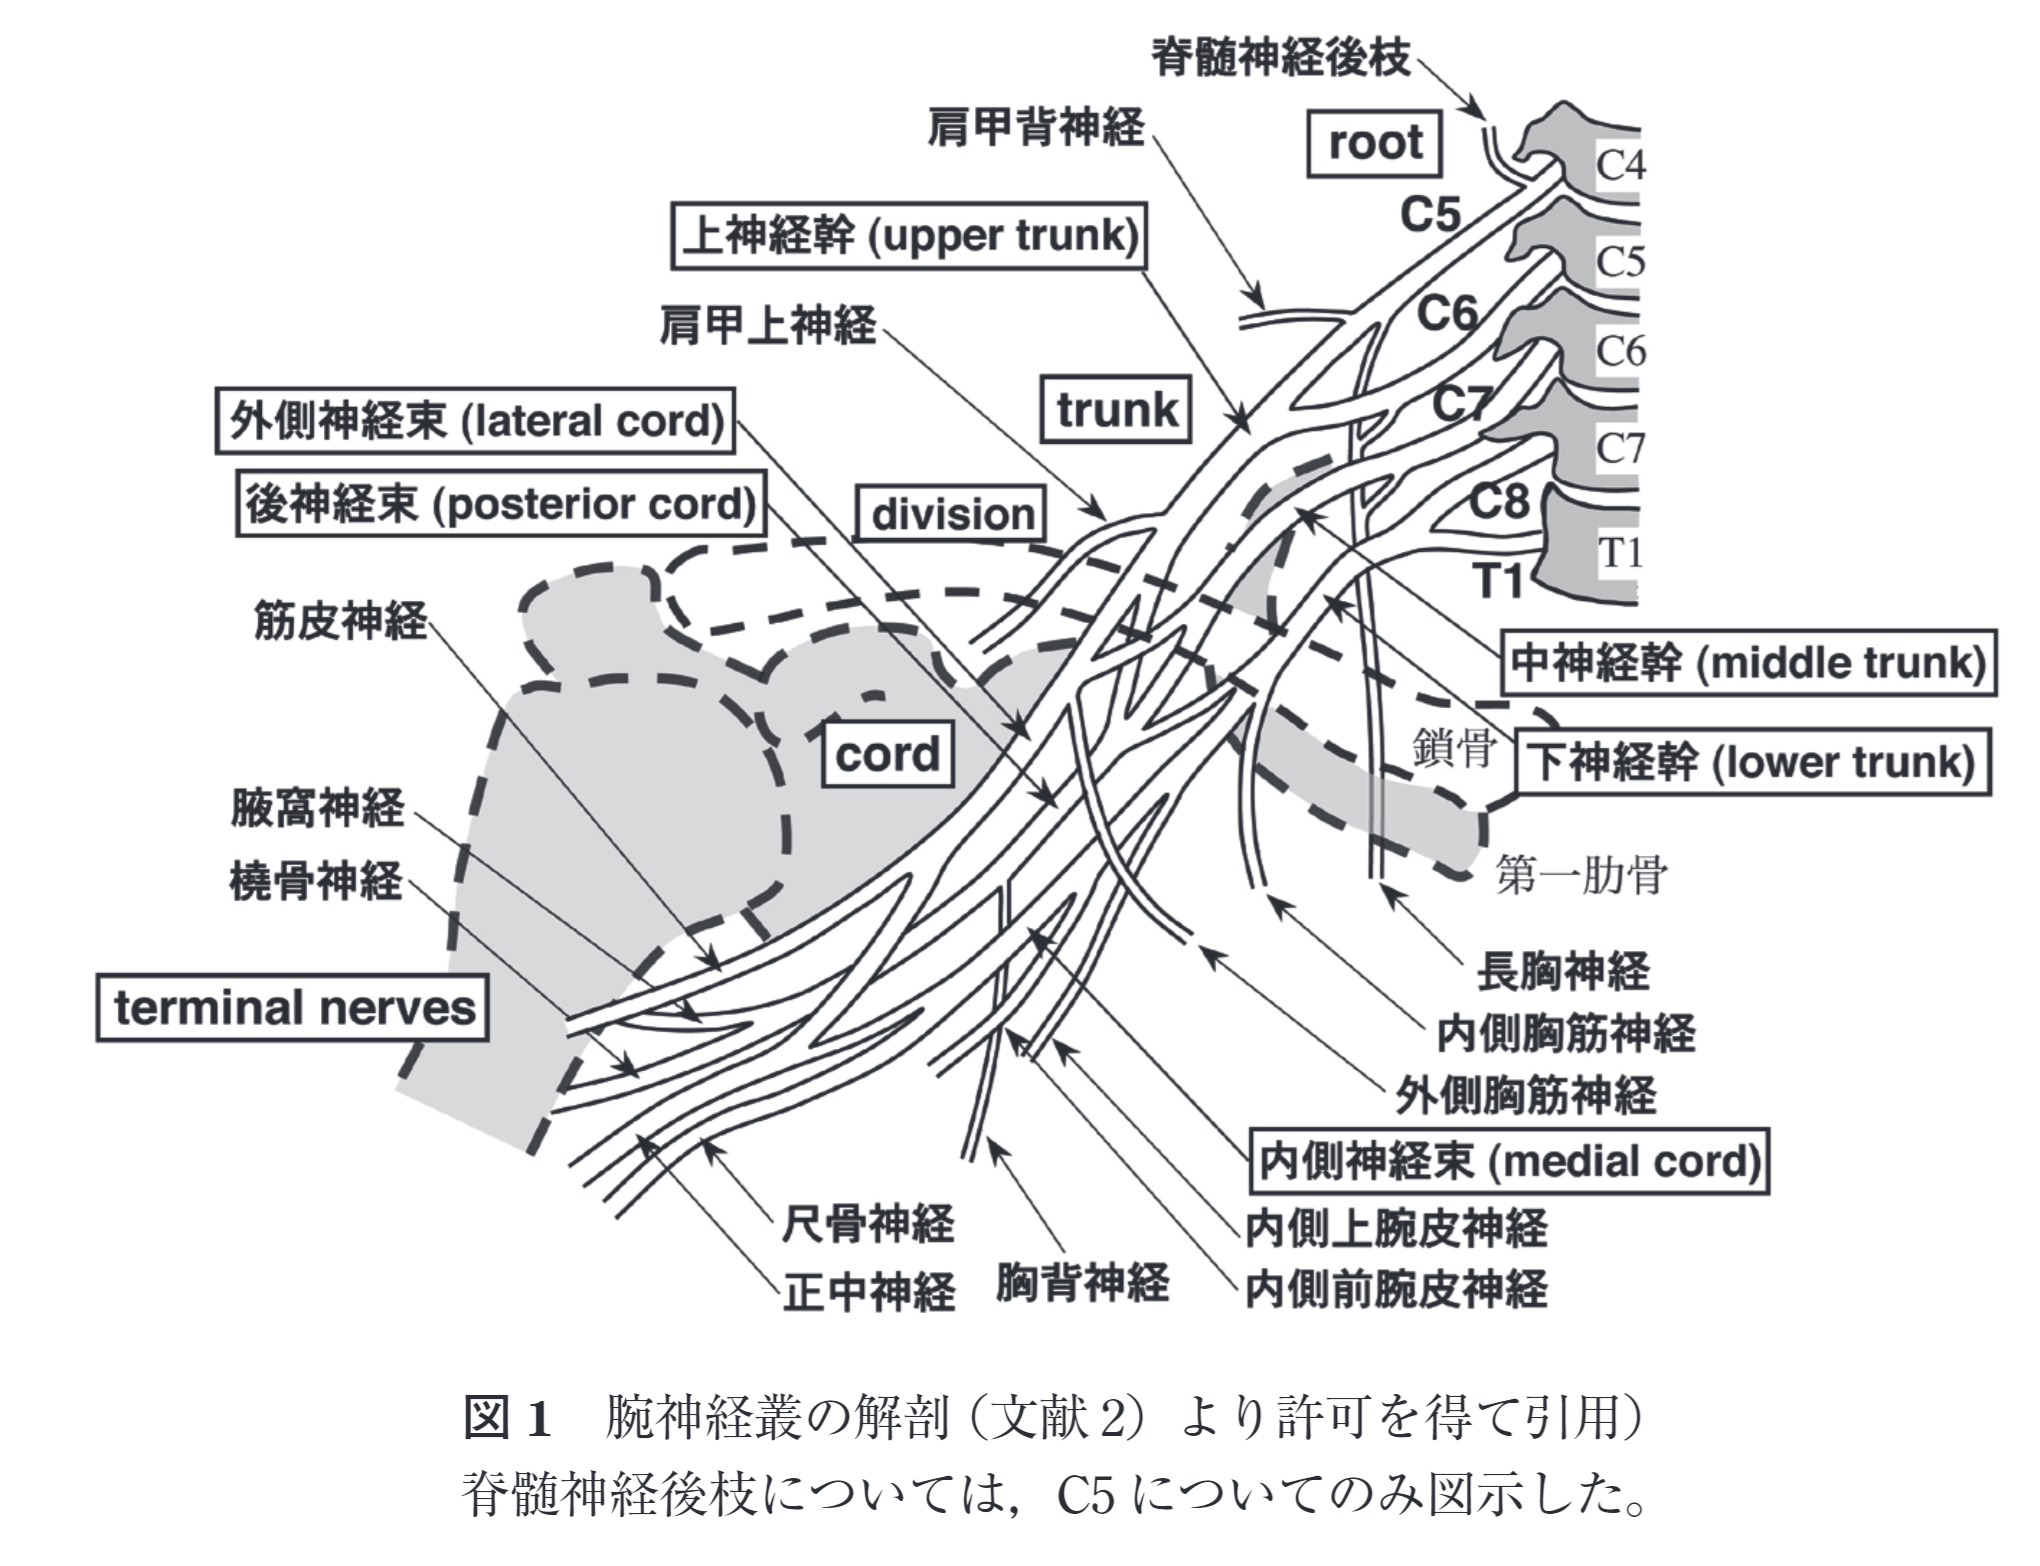 脊髄神経後枝
肩甲背神経
root
C4
C5
上神経幹 (upper trunk)
C5
肩甲上神経
C6
C6
外側神経束 (lateral cord)
trunk
C7
C7
後神経束 (posterior cord)
division
C8
T1
T1
筋皮神経
中神経幹 (middle trunk)
cord
鎖骨
下神経幹 (lower trunk)
腋窩神経
橈骨神経
第一肋骨
長胸神経
terminal nerves
内側胸筋神経
外側胸筋神経
内側神経束 (medial cord)
尺骨神経
内側上腕皮神経
正中神経
胸背神経
内側前腕皮神経
図 1　腕神経叢の解剖（文献 2）より許可を得て引用）
脊髄神経後枝については，C5 についてのみ図示した。